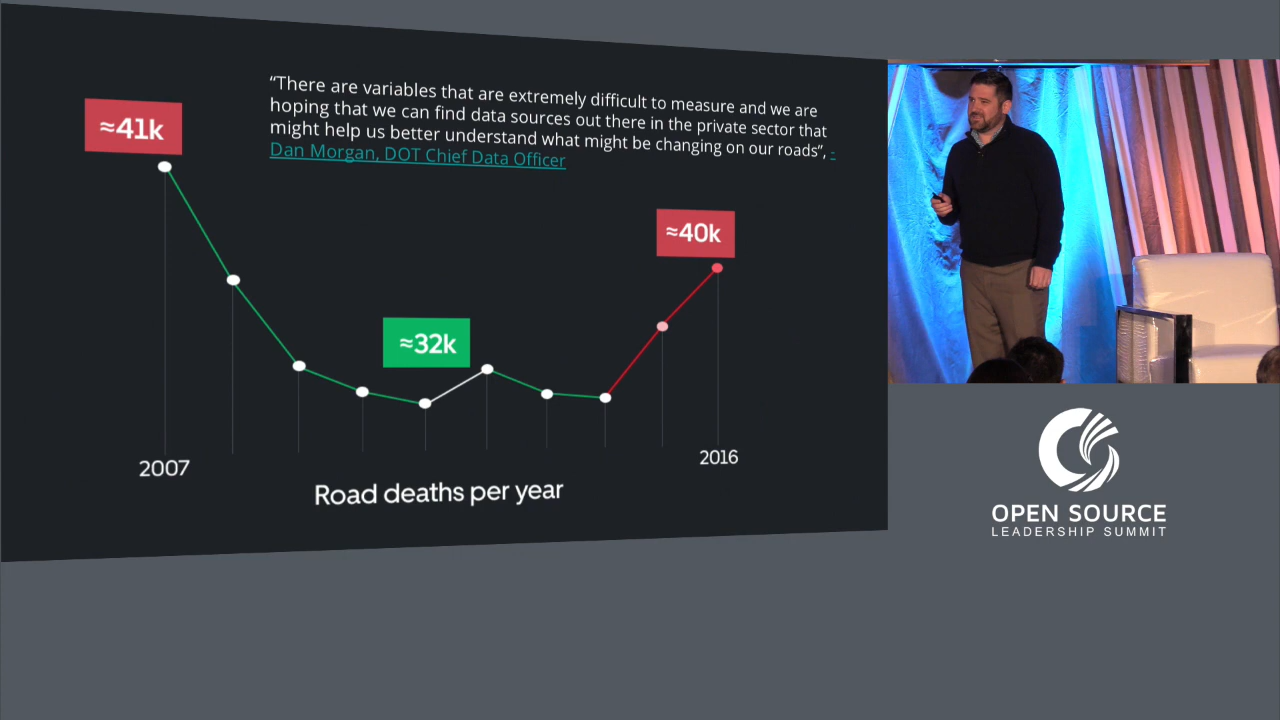 “There are variables that are extremely difficult to measure and we are
hoping that we can find data sources out there in the private sector that
might help us better understand what might be changing on our roads”, -
Dan Morgan, DOT Chief Data Officer
≈41k
≈40k
≈32k
2007
2016
Road deaths per year
OPEN SOURCE
LEADERSHIP SUMMIT